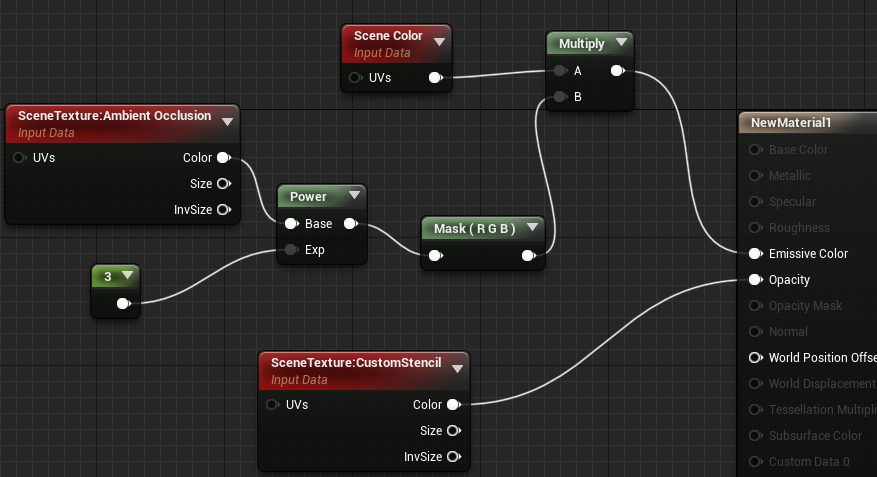 Scene Color
Input Data
UVs
Multiply
A
B
SceneTexture:Ambient Occlusion
Input Data
UVs
Color
Size
InvSize
Power
Base
Exp
Mask ( R G B )
3
SceneTexture:CustomStencil
Input Data
UVs
Color
Size
InvSize
NewMaterial1
Base Color
Metallic
Specular
Roughness
Emissive Color
Opacity
Opacity Mask
Normal
World Position Offse
World Displacement
Tessellation Multipli
Subsurface Color
Custom Data 0